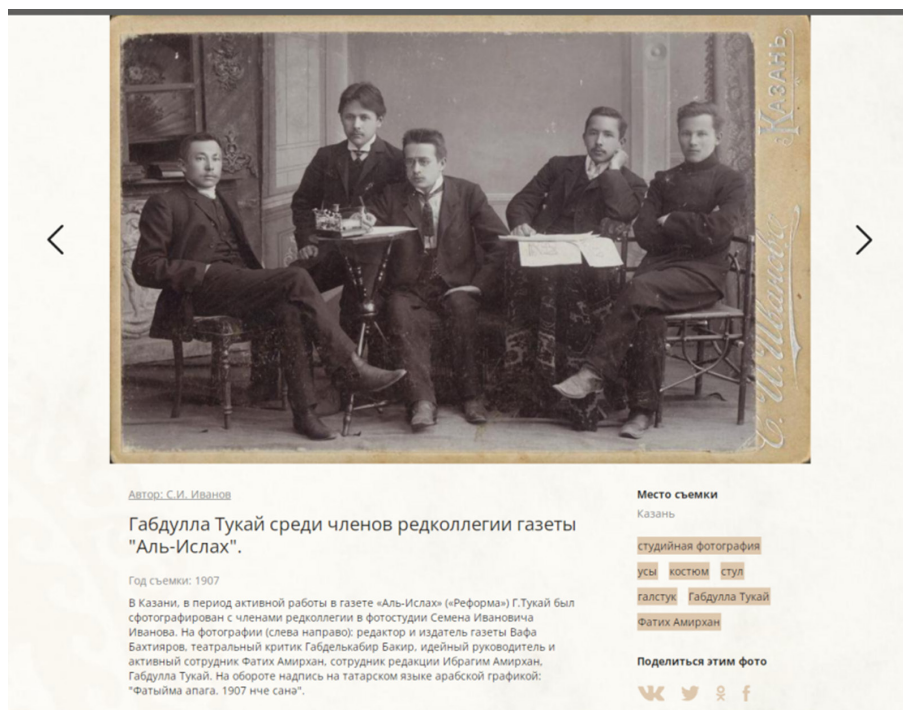 КАЗАНЬ.
С. И. Иванова
Автор: С.И. Иванов
Габдулла Тукай среди членов редколлегии газеты
"Аль-Ислах".
Год съемки: 1907
В Казани, в период активной работы в газете «Аль-Ислах» («Реформа») Г.Тукай был
сфотографирован с членами редколлегии в фотостудии Семена Ивановича
Иванова. На фотографии (слева направо): редактор и издатель газеты Вафа
Бахтияров, театральный критик Габделькабир Бакир, идейный руководитель и
активный сотрудник Фатих Амирхан, сотрудник редакции Ибрагим Амирхан,
Габдулла Тукай. На обороте надпись на татарском языке арабской графикой:
"Фатыйма апага. 1907 нче санә".
Место съемки
Казань
студийная фотография
усы костюм стул
галстук Габдулла Тукай
Фатих Амирхан
Поделиться этим фото